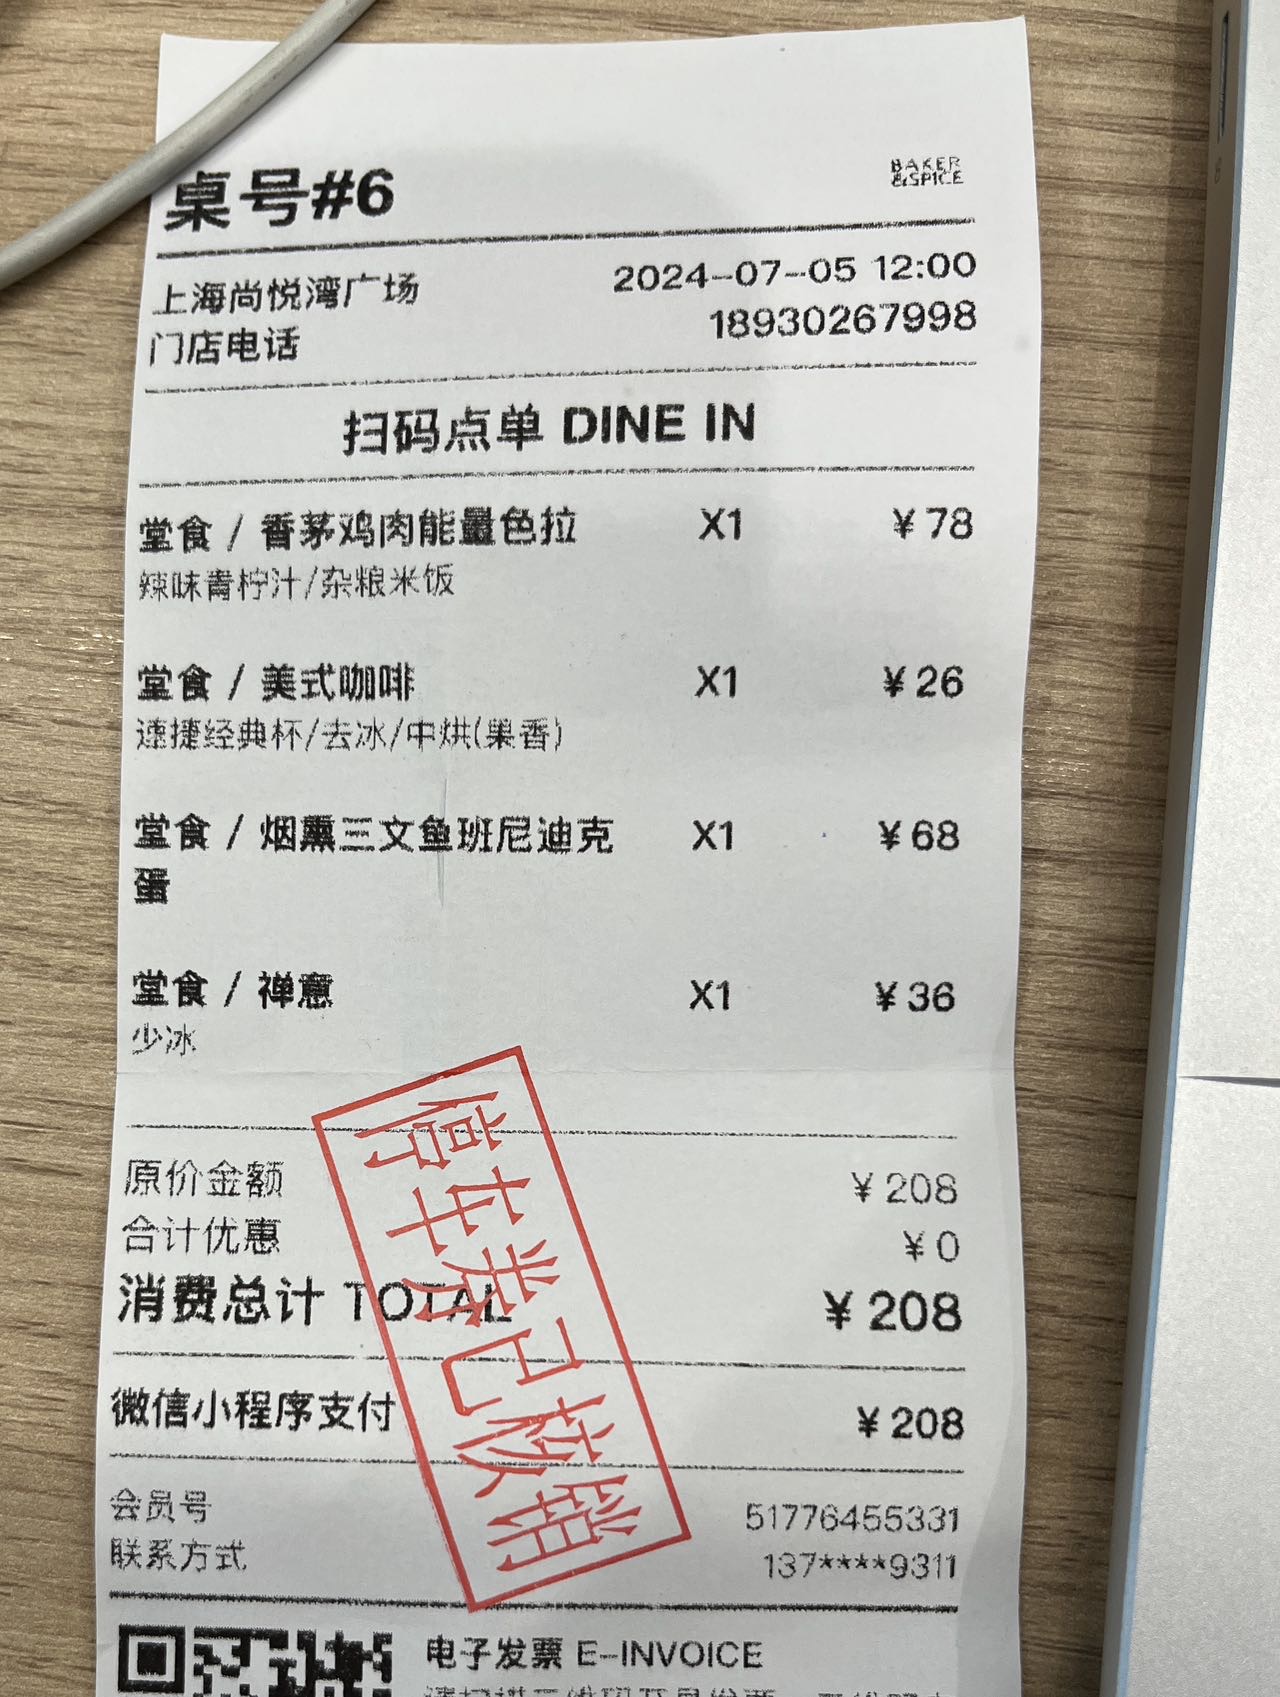 桌号#6
BAKER
&SPICE
上海尚悦湾广场 2024-07-05 12:00
门店电话 18930267998
扫码点单 DINE IN
堂食 / 香茅鸡肉能量色拉 X1 ¥78
辣味青柠汁/杂粮米饭
堂食 / 美式咖啡 X1 ¥26
速捷经典杯/去冰/中烘(果香)
堂食 / 烟熏三文鱼班尼迪克 X1 ¥68
蛋
堂食 / 禅意 X1 ¥36
少冰
原价金额 ¥208
合计优惠 ¥0
消费总计 TOTAL ¥208
微信小程序支付 ¥208
会员号 51776455331
联系方式 137****9311
停车券已核销
电子发票 E-INVOICE